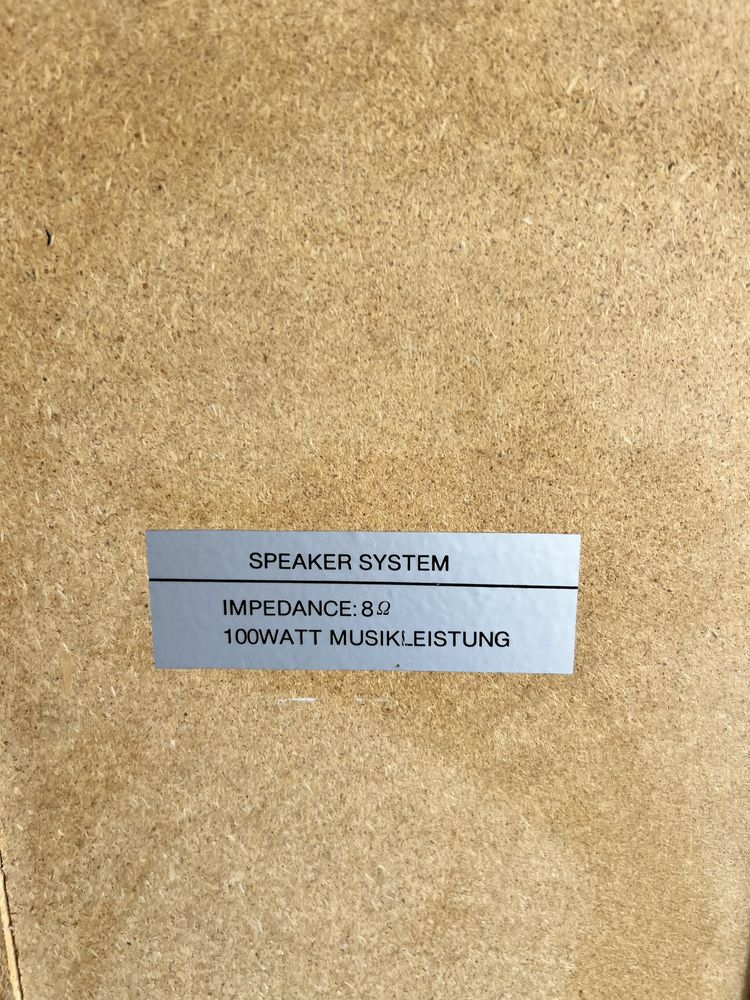 SPEAKER SYSTEM
IMPEDANCE: 8Ω
100WATT MUSIKLEISTUNG